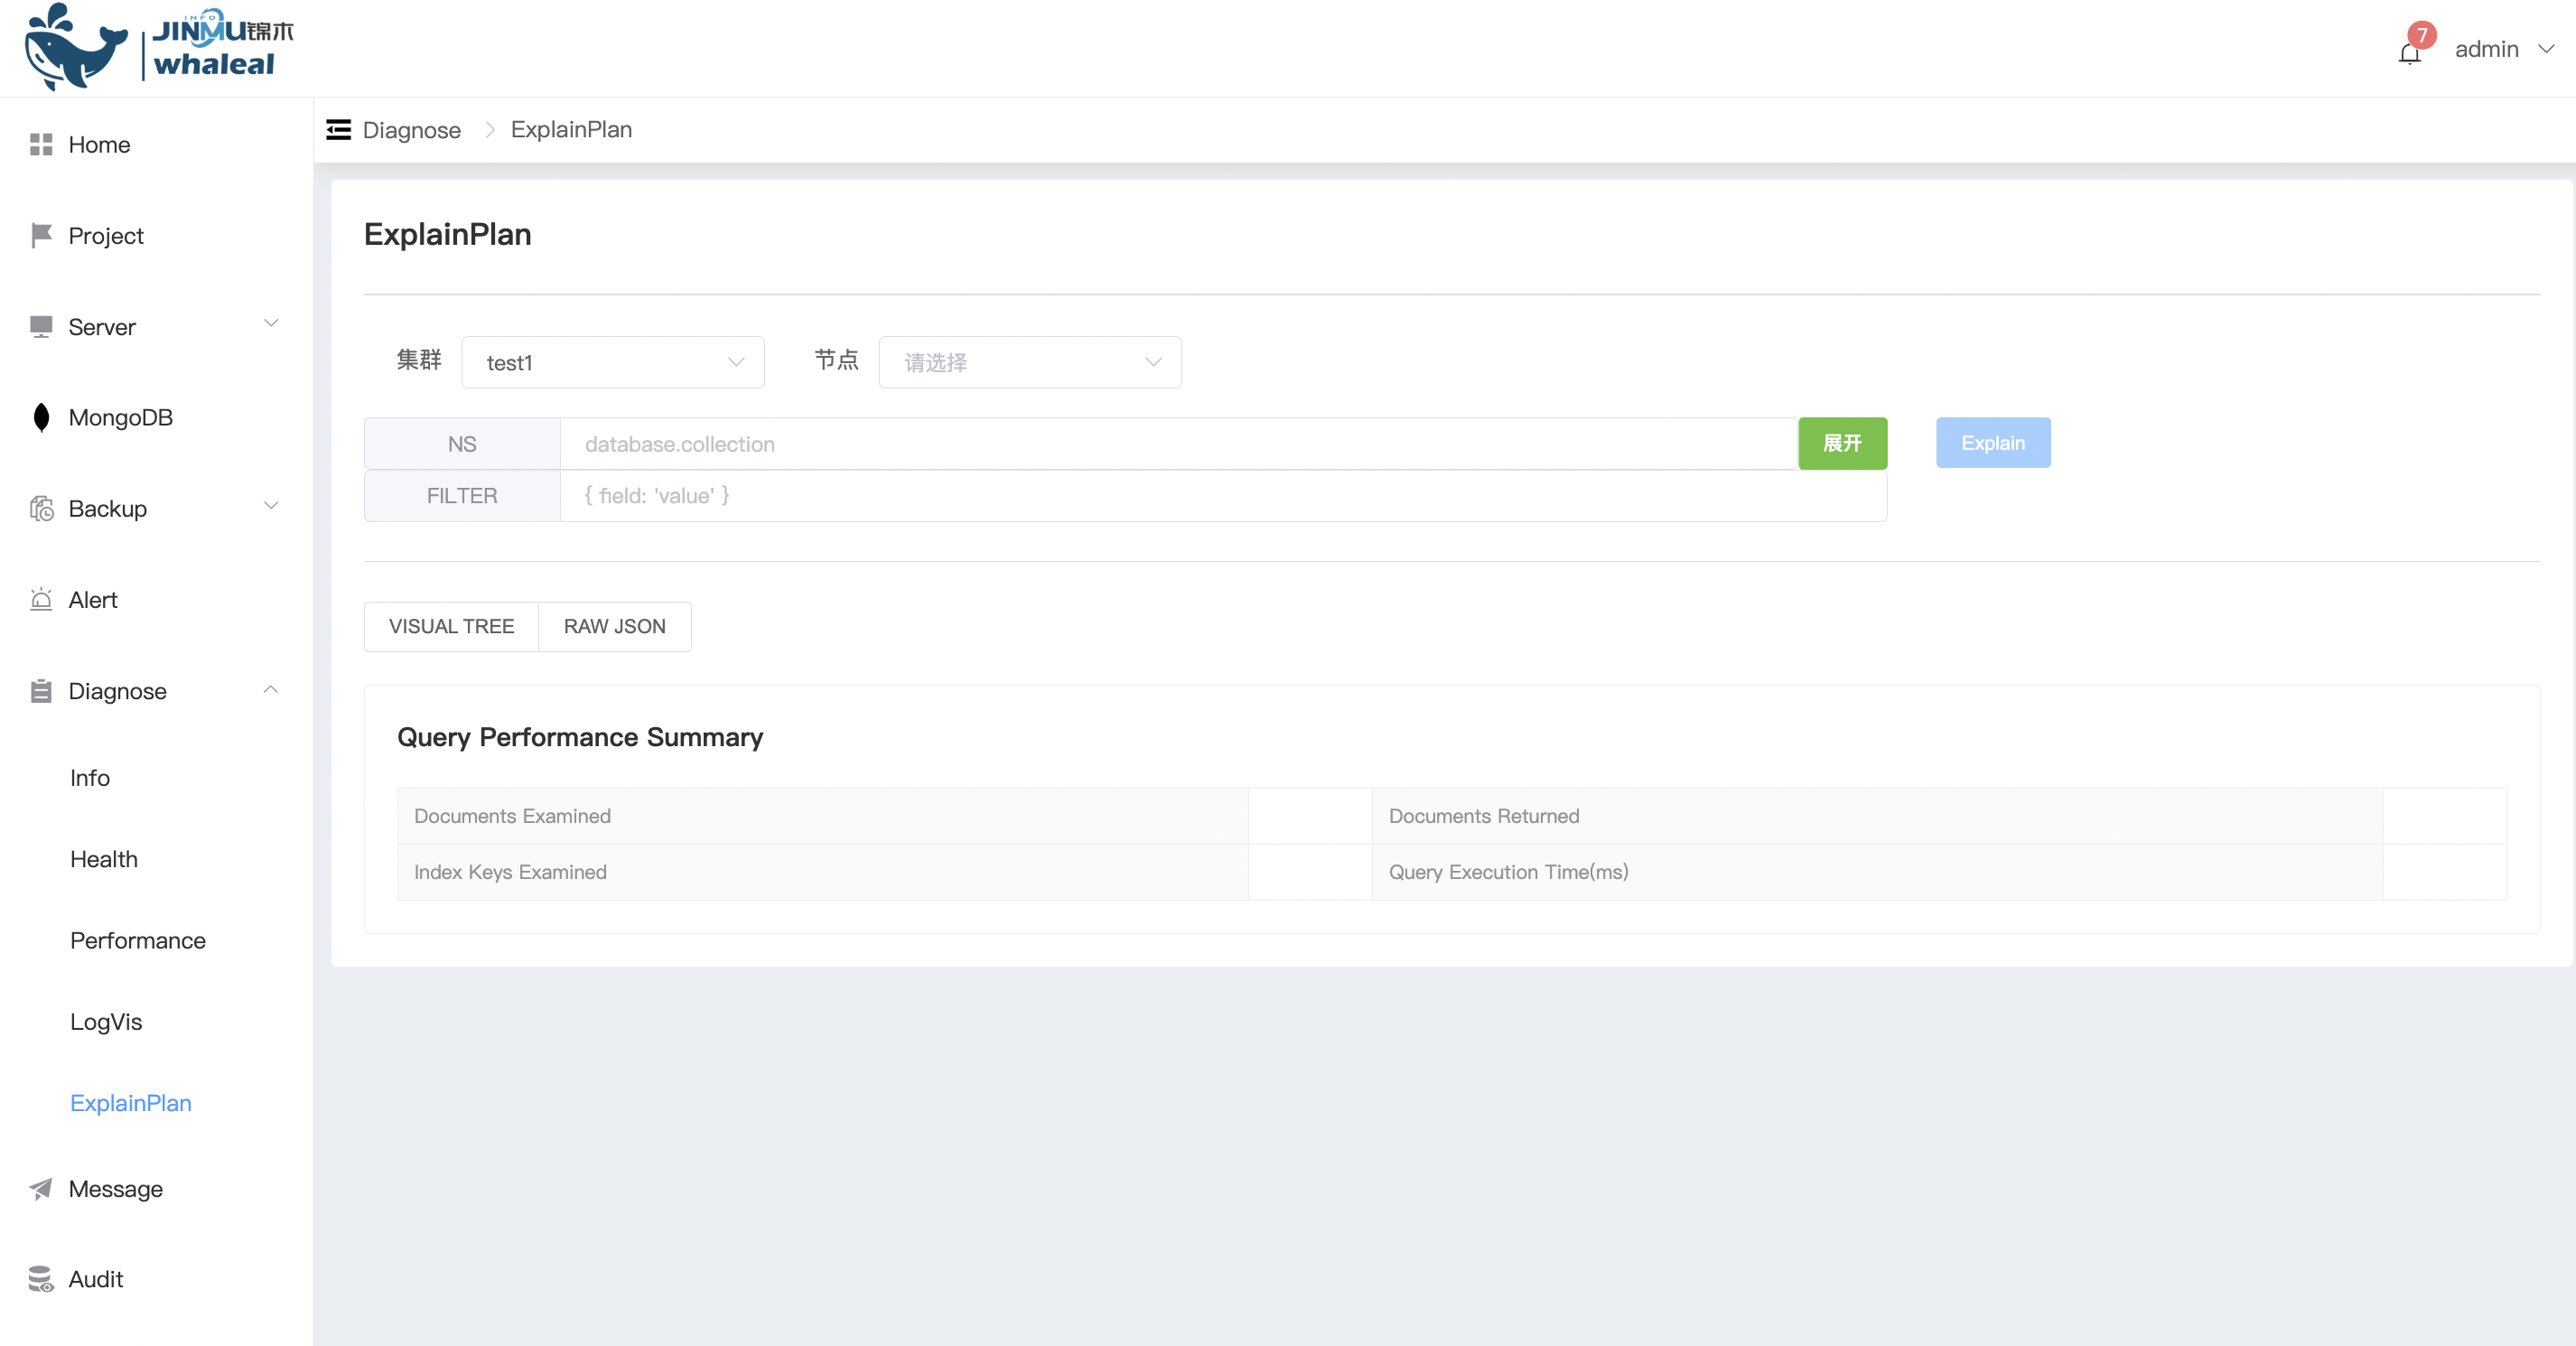 INFO
JINMU锦木
whaleal
7
admin
Home
Project
Server
MongoDB
Backup
Alert
Diagnose
Info
Health
Performance
LogVis
ExplainPlan
Message
Audit
Diagnose ExplainPlan
ExplainPlan
集群 test1 节点 请选择
NS database.collection 展开 Explain
FILTER { field: 'value' }
VISUAL TREE RAW JSON
Query Performance Summary
Documents Examined Documents Returned
Index Keys Examined Query Execution Time(ms)